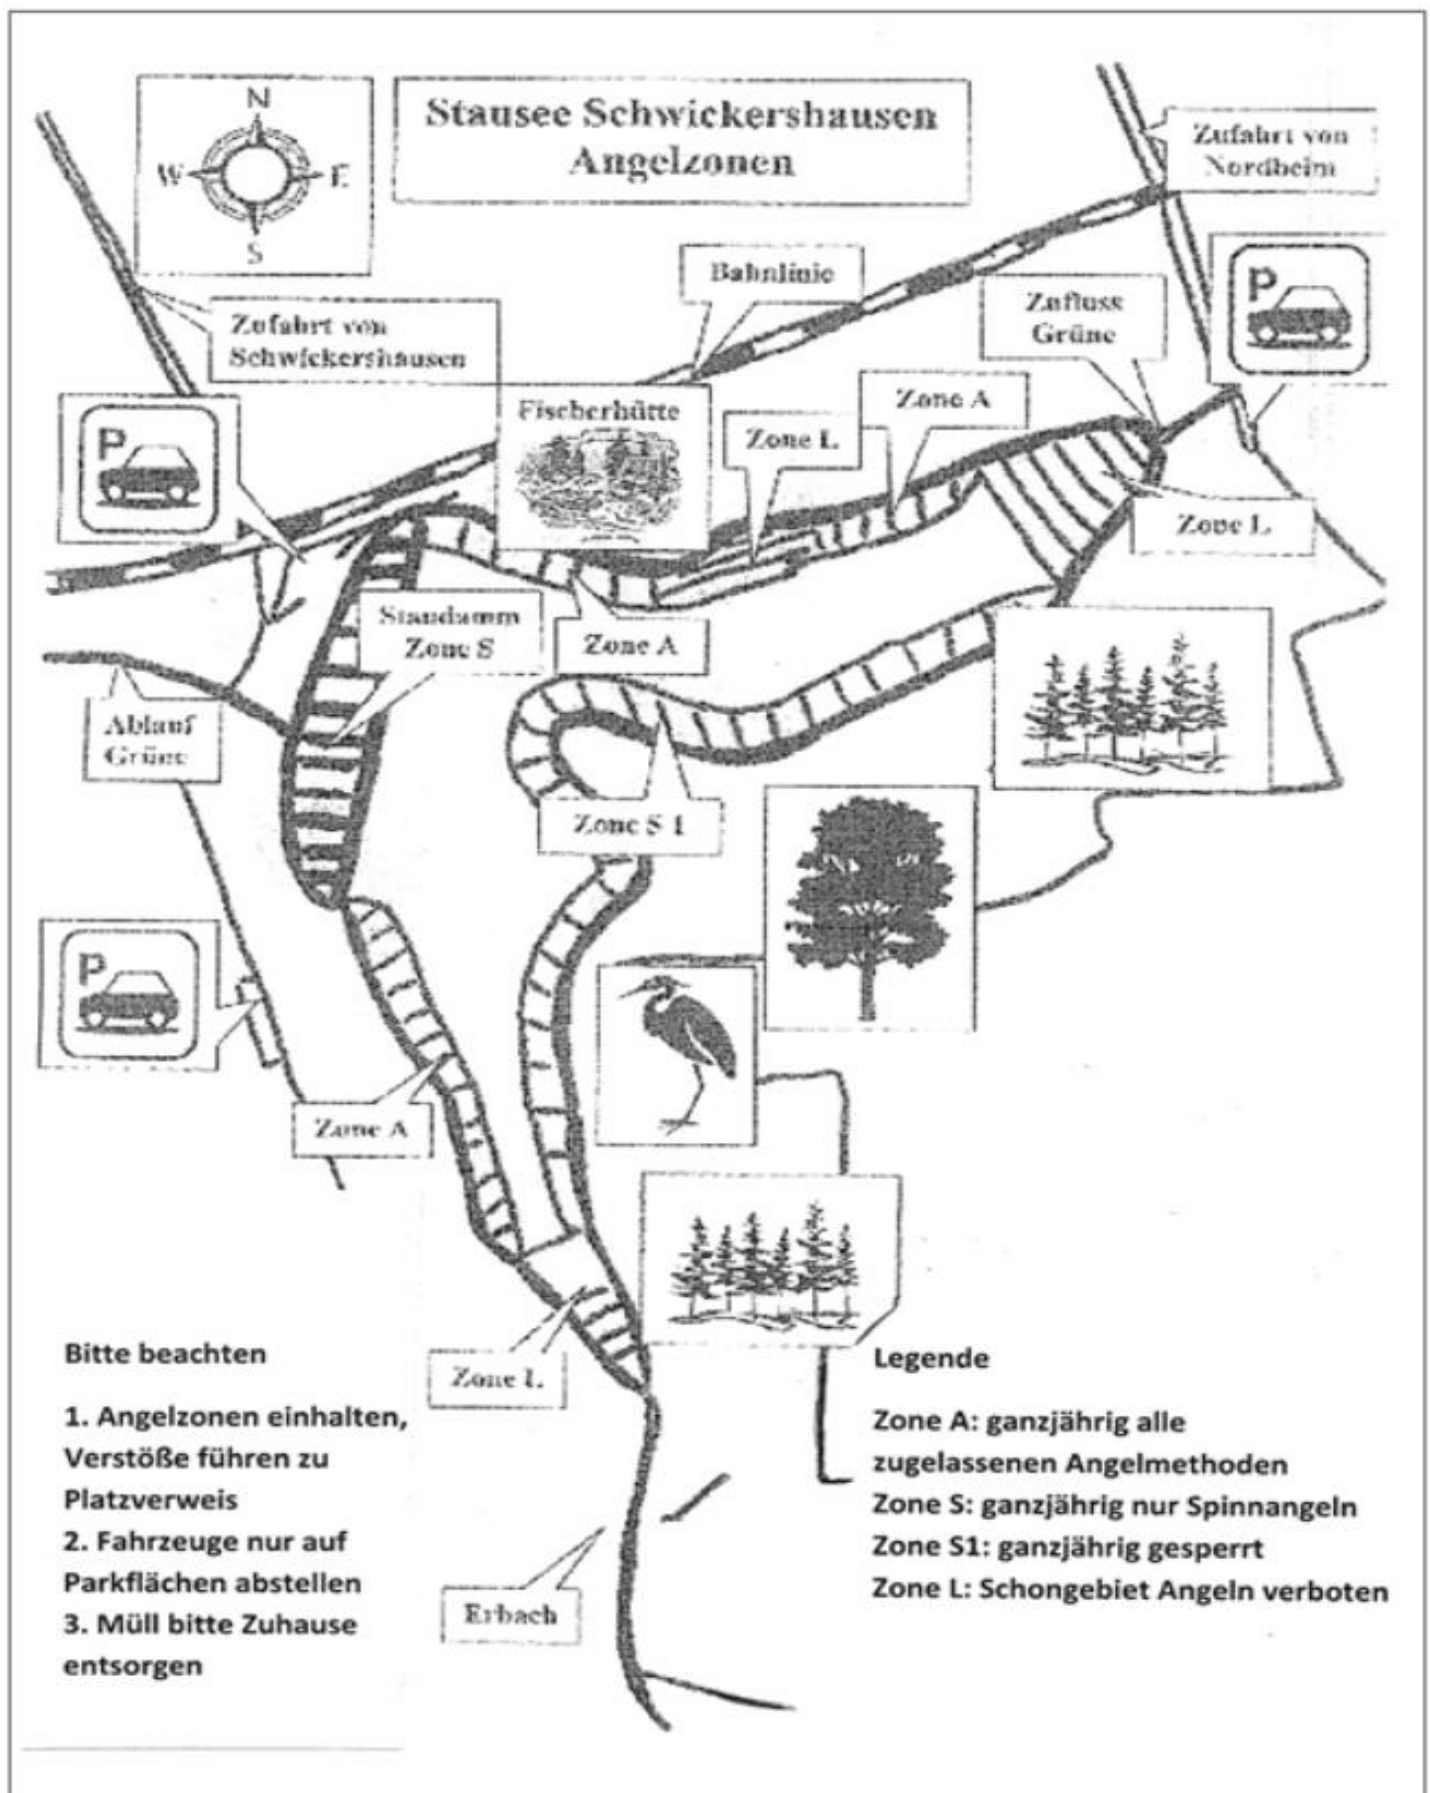 N
W
E
S
Stausee Schwickershausen
Angelzonen
Zufahrt von
Nordheim
Bahnlinie
Zufluss
Grüne
P
Zufahrt von
Schwickershausen
Zone A
P
Fischerhütte
Zone L
Zone L
Staudamm
Zone S
Zone A
Ablauf
Grüne
Zone S 1
P
Zone A
Zone L
Bitte beachten
1. Angelzonen einhalten,
Verstöße führen zu
Platzverweis
2. Fahrzeuge nur auf
Parkflächen abstellen
3. Müll bitte Zuhause
entsorgen
Legende
Zone A: ganzjährig alle
zugelassenen Angelmethoden
Zone S: ganzjährig nur Spinnangeln
Zone S1: ganzjährig gesperrt
Zone L: Schongebiet Angeln verboten
Erbach